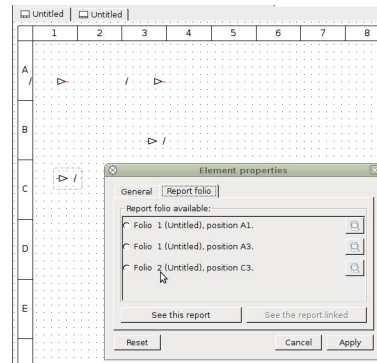 Untitled Untitled
1 2 3 4 5 6 7 8
A
/ /
B
/
C
/
D
E
Element properties
General Report folio
Report folio available:
Folio 1 (Untitled), position A1.
Folio 1 (Untitled), position A3.
Folio 2 (Untitled), position C3.
See this report See the report linked
Reset Cancel Apply